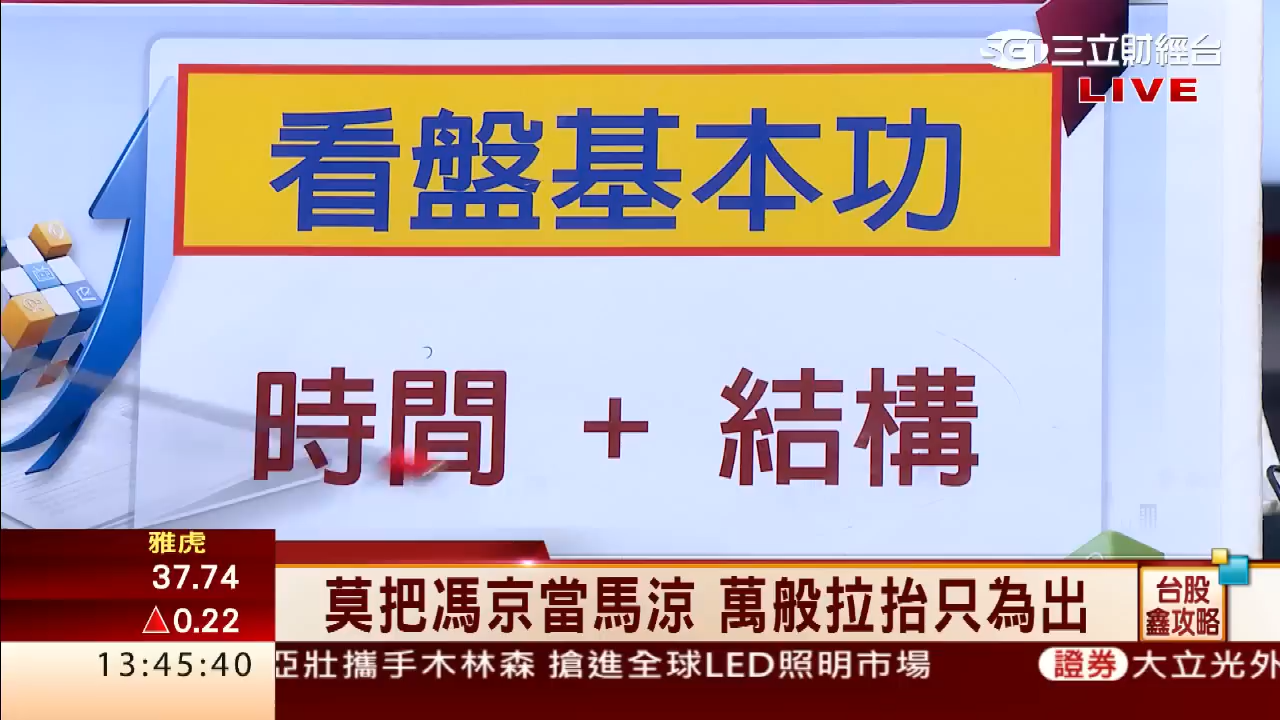 SET三立財經台
LIVE
看盤基本功
時間 + 結構
雅虎
37.74
△0.22
莫把馮京當馬涼 萬般拉抬只為出
台股
鑫攻略
13:45:40
亞壯攜手木林森 搶進全球LED照明市場
證券 大立光外